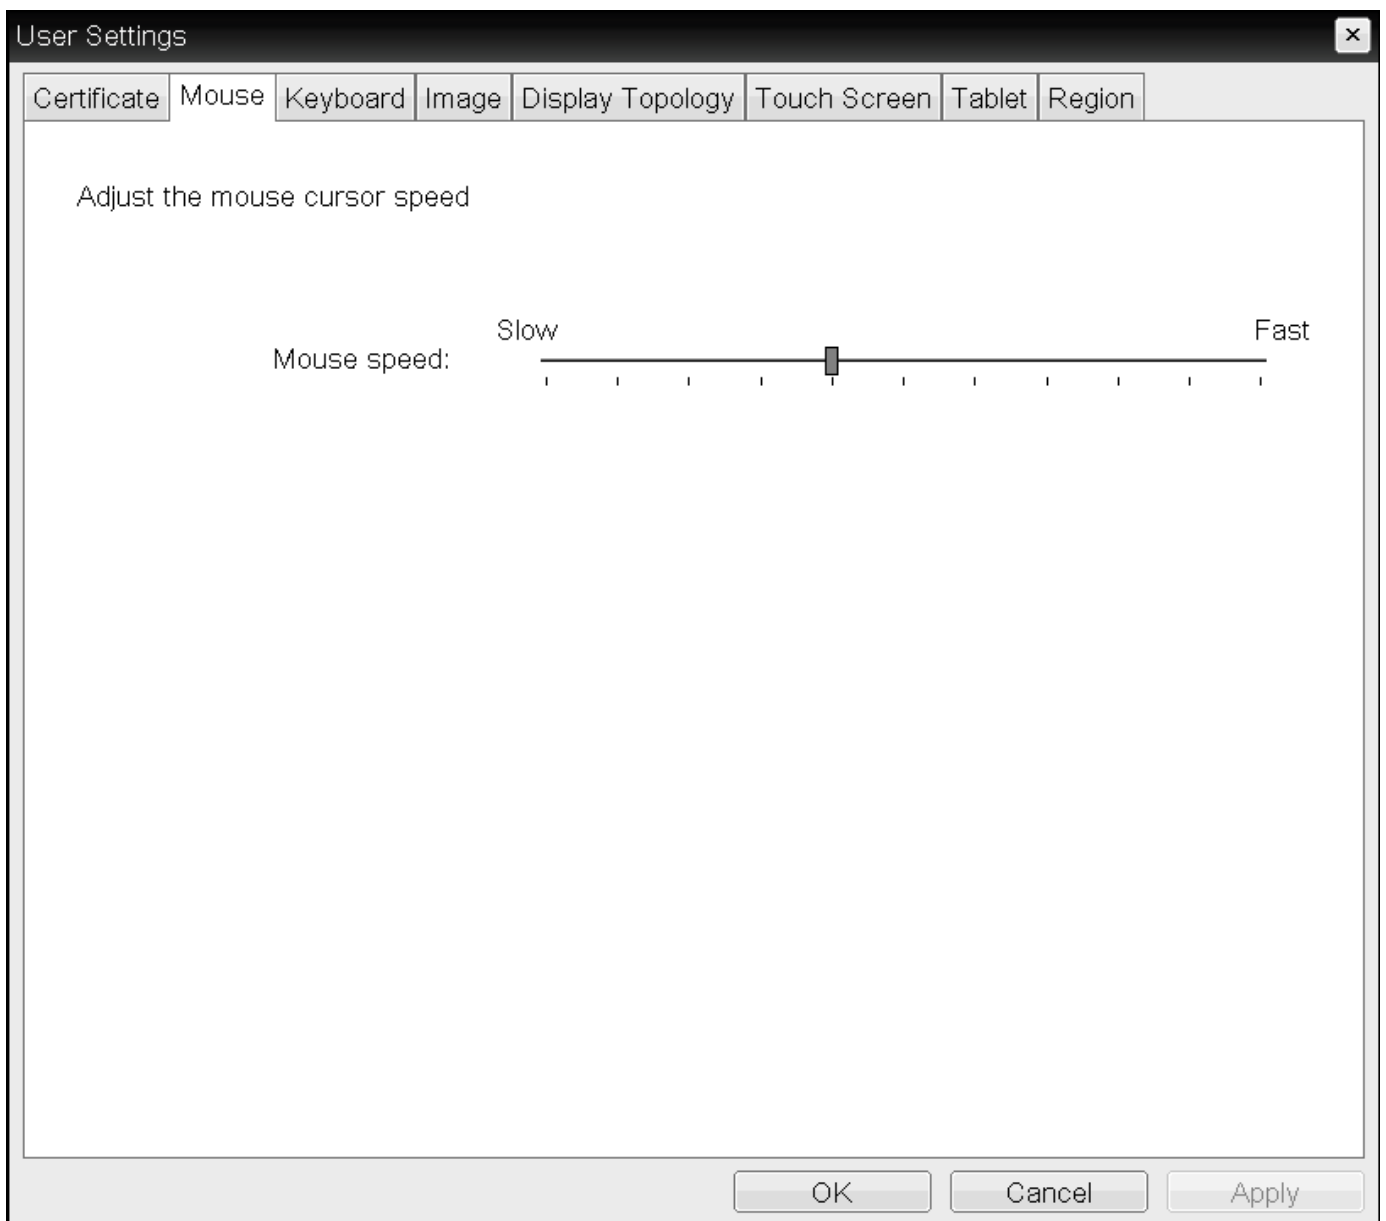 User Settings
Certificate Mouse Keyboard Image Display Topology Touch Screen Tablet Region
Adjust the mouse cursor speed
Slow Fast
Mouse speed:
OK Cancel Apply